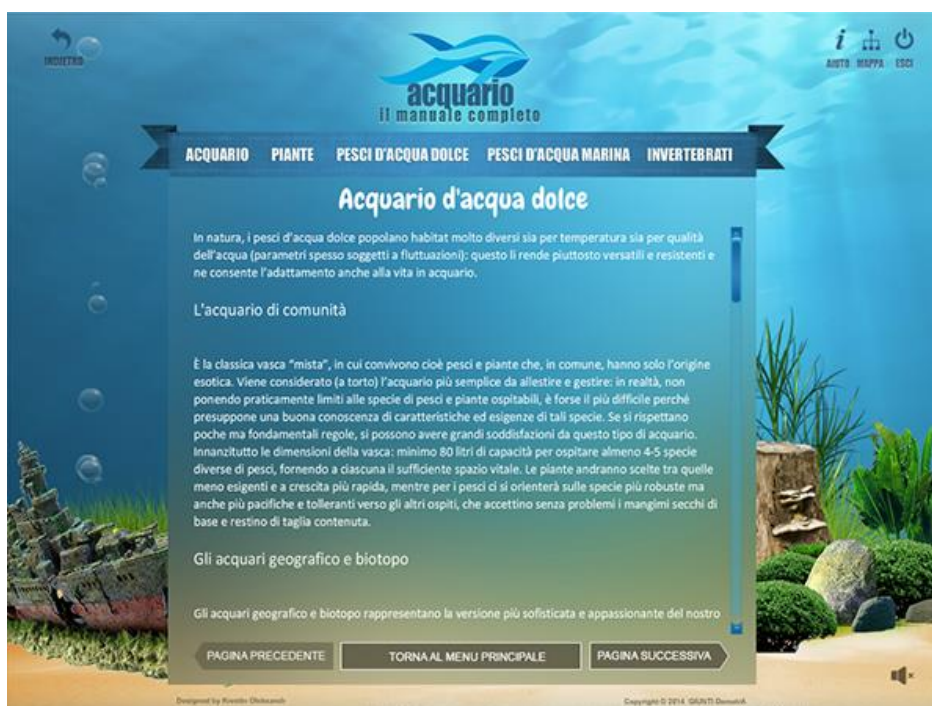 INDIETRO
acquario
il manuale completo
i
AIUTO MAPPA ESCI
ACQUARIO PIANTE PESCI D'ACQUA DOLCE PESCI D'ACQUA MARINA INVERTEBRATI
Acquario d'acqua dolce
In natura, i pesci d'acqua dolce popolano habitat molto diversi sia per temperatura sia per qualità
dell'acqua (parametri spesso soggetti a fluttuazioni): questo li rende piuttosto versatili e resistenti e
ne consente l'adattamento anche alla vita in acquario.
L'acquario di comunità
È la classica vasca "mista", in cui convivono cioè pesci e piante che, in comune, hanno solo l'origine
esotica. Viene considerato (a torto) l'acquario più semplice da allestire e gestire: in realtà, non
ponendo praticamente limiti alle specie di pesci e piante ospitabili, è forse il più difficile perché
presuppone una buona conoscenza di caratteristiche ed esigenze di tali specie. Se si rispettano
poche ma fondamentali regole, si possono avere grandi soddisfazioni da questo tipo di acquario.
Innanzitutto le dimensioni della vasca: minimo 80 litri di capacità per ospitare almeno 4-5 specie
diverse di pesci, fornendo a ciascuna il sufficiente spazio vitale. Le piante andranno scelte tra quelle
meno esigenti e a crescita più rapida, mentre per i pesci ci si orienterà sulle specie più robuste ma
anche più pacifiche e tolleranti verso gli altri ospiti, che accettino senza problemi i mangimi secchi di
base e restino di taglia contenuta.
Gli acquari geografico e biotopo
Gli acquari geografico e biotopo rappresentano la versione più sofisticata e appassionante del nostro
PAGINA PRECEDENTE TORNA AL MENU PRINCIPALE PAGINA SUCCESSIVA
Designed by Copyright © 2014 GIUNTI Demetra